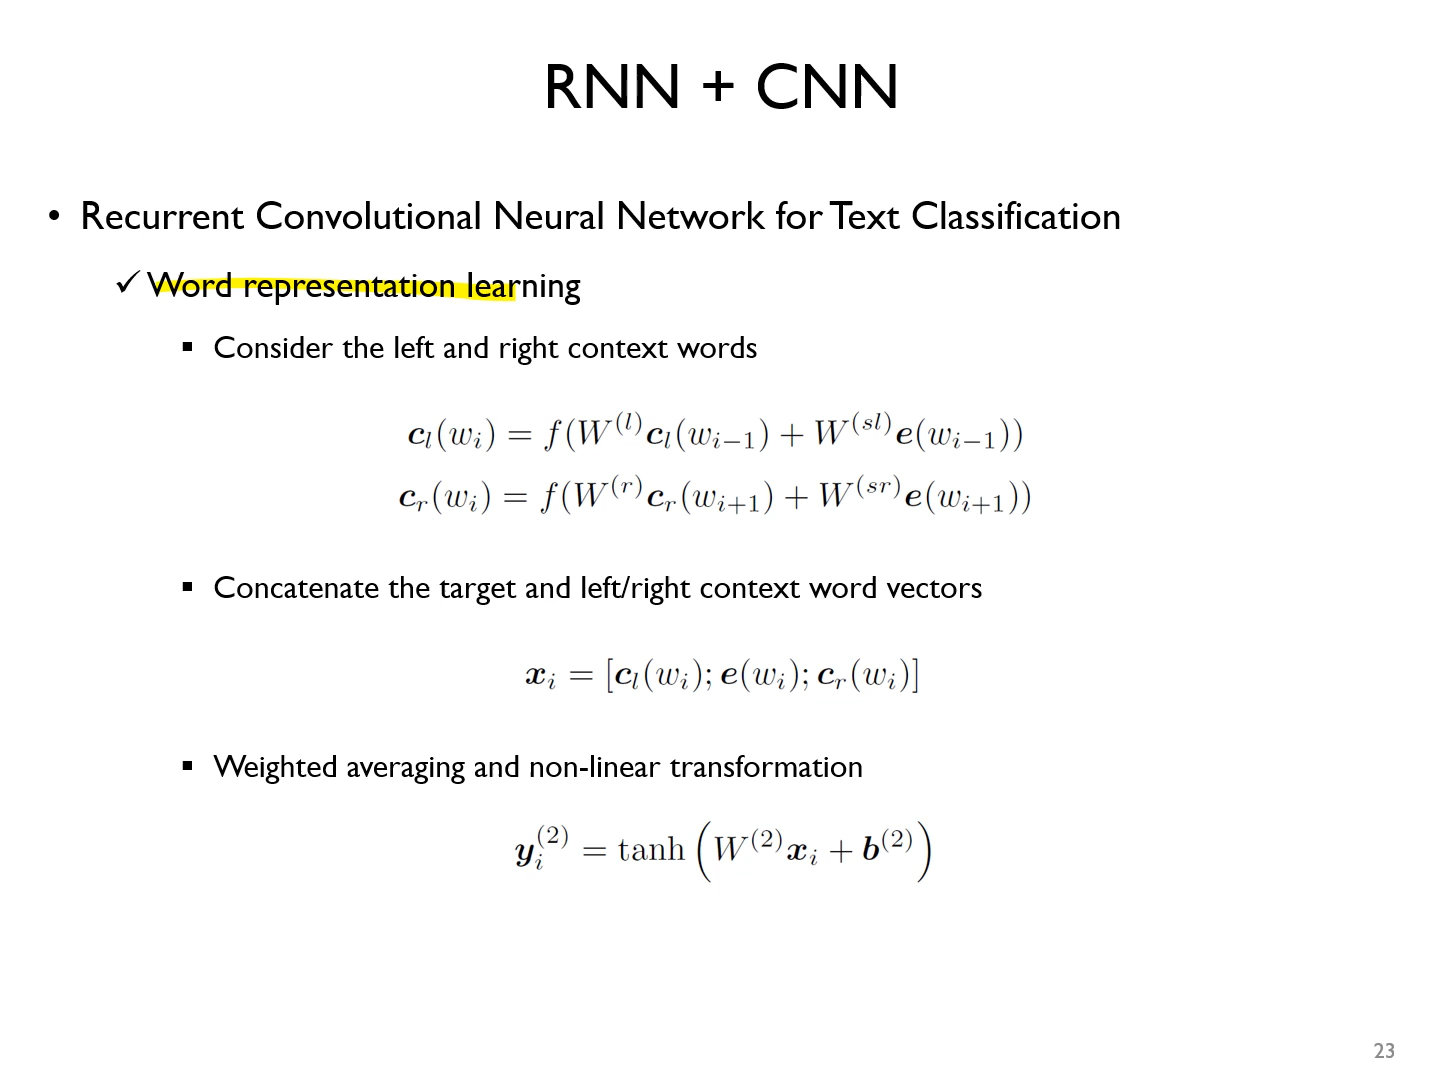 RNN + CNN
• Recurrent Convolutional Neural Network for Text Classification
✓ Word representation learning
▪ Consider the left and right context words
c_l(w_i) = f(W^{(l)} c_l(w_{i−1}) + W^{(sl)} e(w_{i−1}))
c_r(w_i) = f(W^{(r)} c_r(w_{i+1}) + W^{(sr)} e(w_{i+1}))
▪ Concatenate the target and left/right context word vectors
x_i = [c_l(w_i); e(w_i); c_r(w_i)]
▪ Weighted averaging and non-linear transformation
y_i^{(2)} = tanh(W^{(2)} x_i + b^{(2)})
23